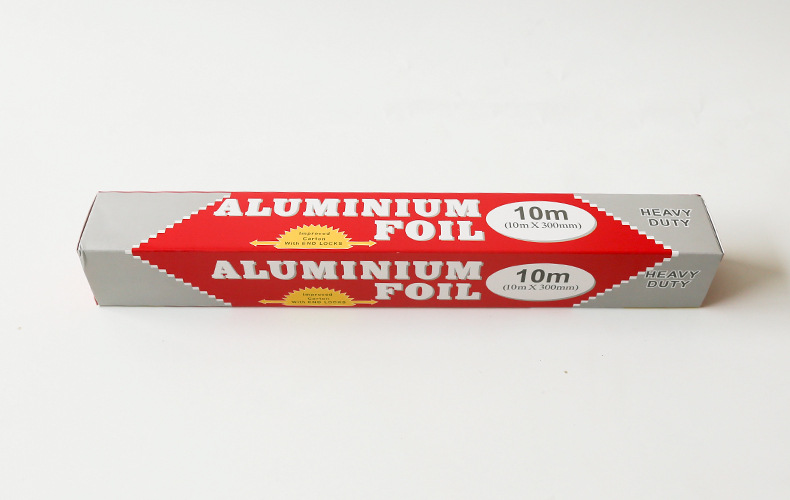 ALUMINIUM
FOIL
Improved
Carton
With END LOCKS
10m
(10m X 300mm)
HEAVY
DUTY
ALUMINIUM
FOIL
Improved
Carton
With END LOCKS
10m
(10m X 300mm)
HEAVY
DUTY